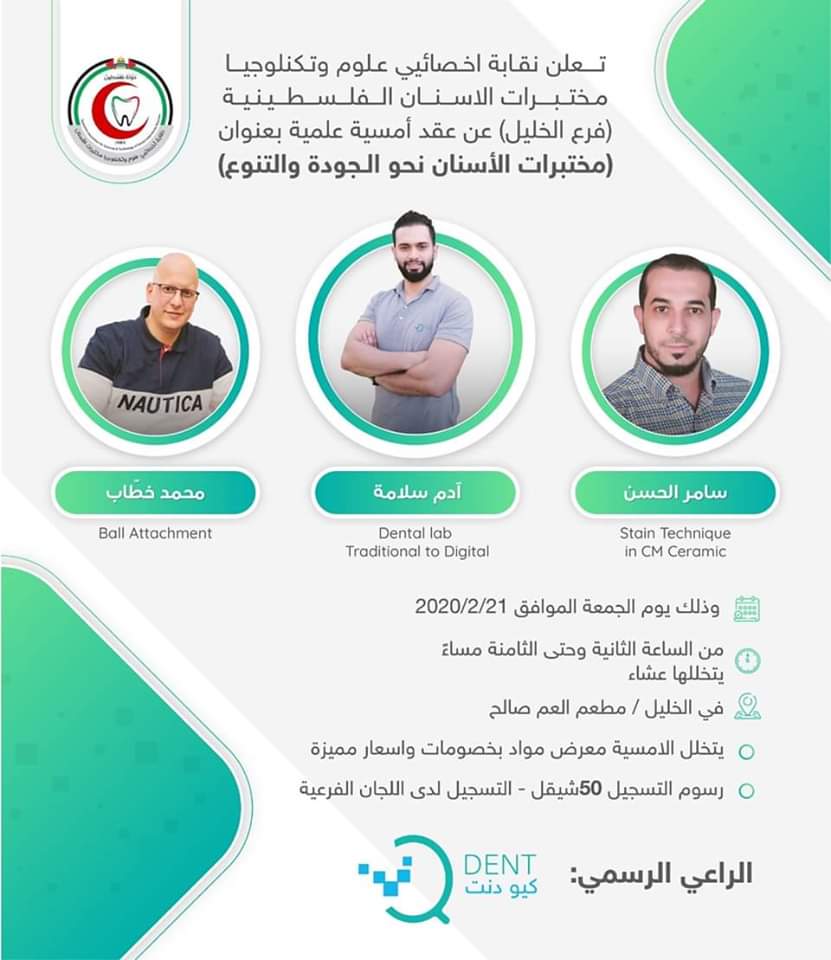 تعلن نقابة اخصائيي علوم وتكنلوجيا
مختبرات الاسنان الفلسطينية
(فرع الخليل) عن عقد أمسية علمية بعنوان
(مختبرات الأسنان نحو الجودة والتنوع)
دولة فلسطين
NAUTICA
سامر الحسن
Stain Technique
in CM Ceramic
آدم سلامة
Dental lab
Traditional to Digital
محمد خطّاب
Ball Attachment
وذلك يوم الجمعة الموافق 2020/2/21
من الساعة الثانية وحتى الثامنة مساءً
يتخللها عشاء
في الخليل / مطعم العم صالح
يتخلل الامسية معرض مواد بخصومات واسعار مميزة
رسوم التسجيل 50شيقل - التسجيل لدى اللجان الفرعية
الراعي الرسمي:
Q DENT
كيو دنت